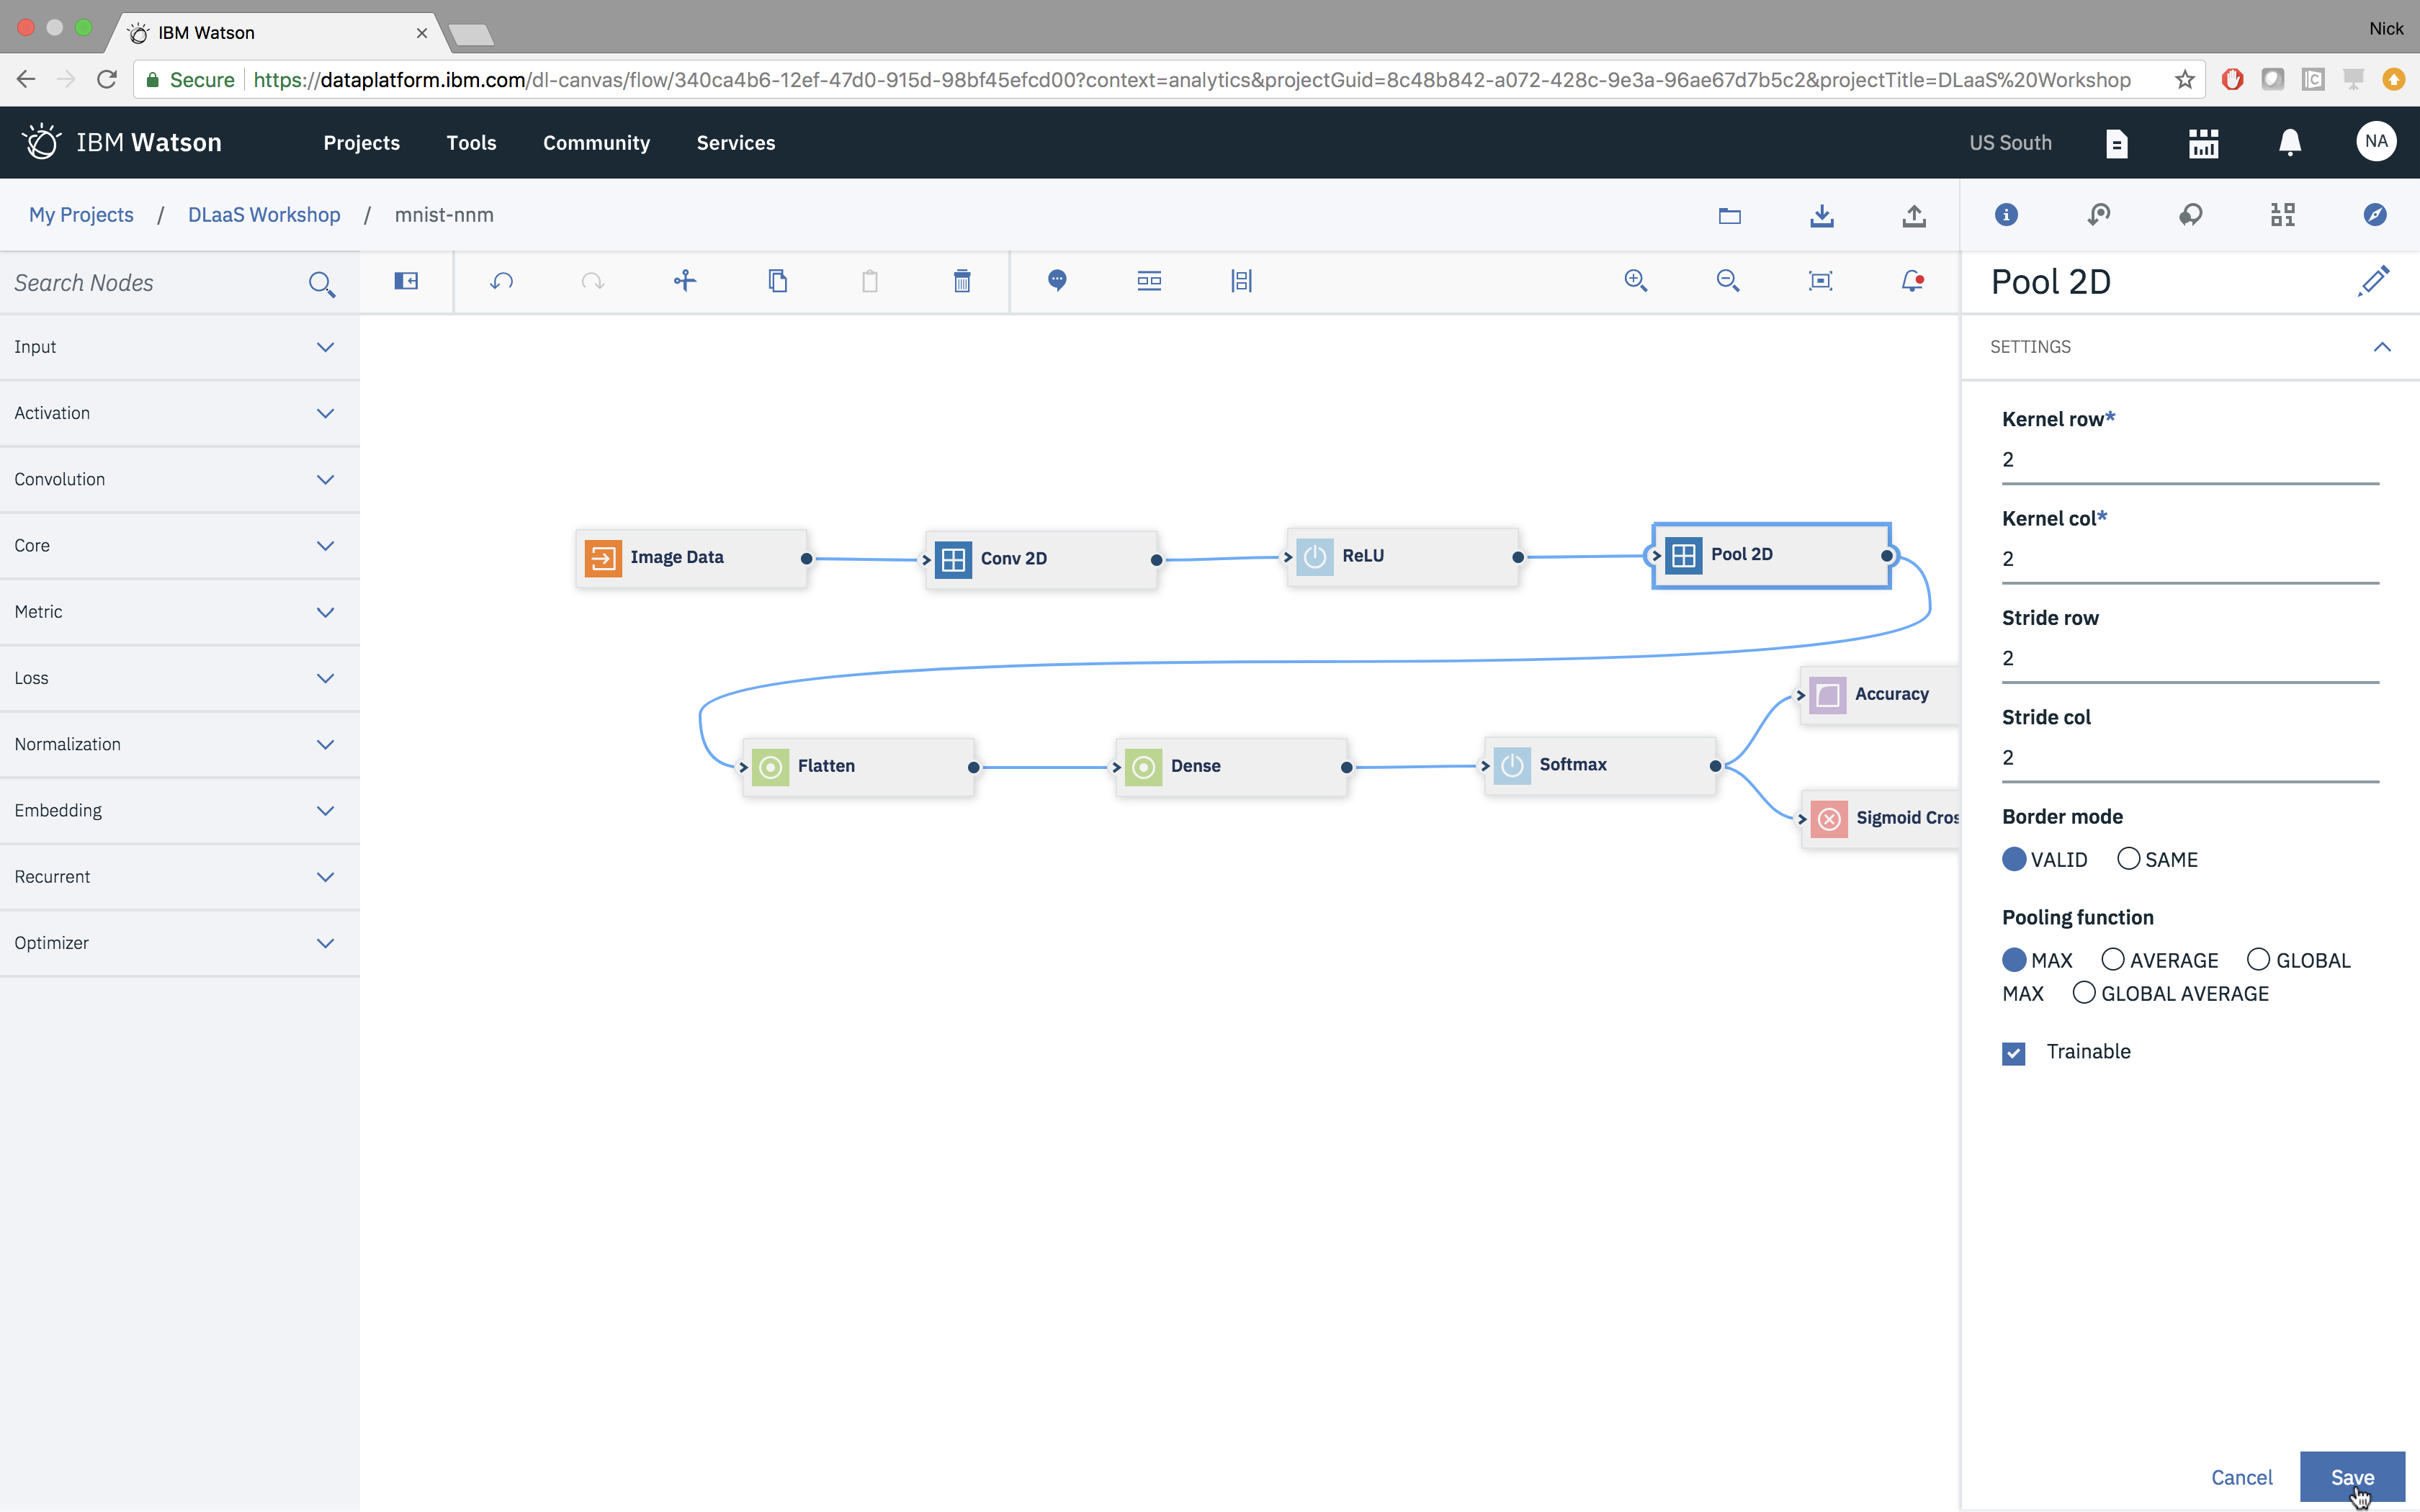 IBM Watson
Nick
Secure
https://dataplatform.ibm.com/dl-canvas/flow/340ca4b6-12ef-47d0-915d-98bf45efcd00?context=analytics&projectGuid=8c48b842-a072-428c-9e3a-96ae67d7b5c2&projectTitle=DLaaS%20Workshop
IBM Watson
Projects
Tools
Community
Services
US South
NA
My Projects / DLaaS Workshop / mnist-nnm
Search Nodes
Input
Activation
Convolution
Core
Metric
Loss
Normalization
Embedding
Recurrent
Optimizer
Image Data
Conv 2D
ReLU
Pool 2D
Flatten
Dense
Softmax
Accuracy
Sigmoid Cros
Pool 2D
SETTINGS
Kernel row*
2
Kernel col*
2
Stride row
2
Stride col
2
Border mode
VALID SAME
Pooling function
MAX AVERAGE GLOBAL
MAX GLOBAL AVERAGE
Trainable
Cancel
Save